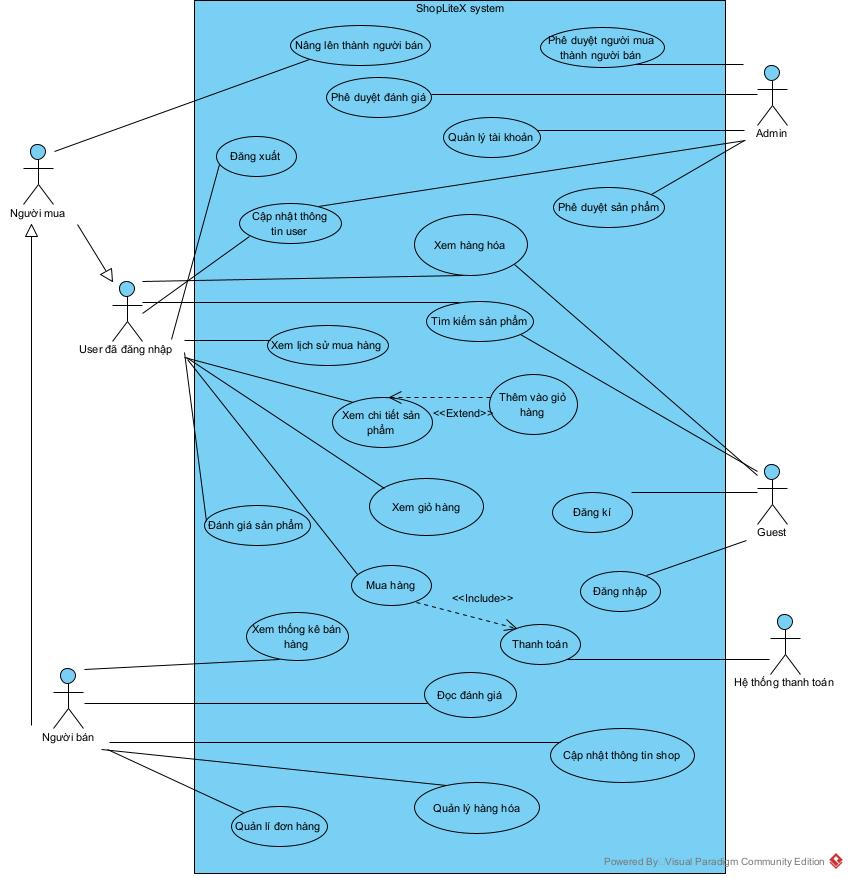 ShopLiteX system
Nâng lên thành người bán
Phê duyệt người mua
thành người bán
Phê duyệt đánh giá
Quản lý tài khoản
Admin
Đăng xuất
Người mua
Cập nhật thông
tin user
Phê duyệt sản phẩm
Xem hàng hóa
Tìm kiếm sản phẩm
User đã đăng nhập
Xem lịch sử mua hàng
Thêm vào giỏ
hàng
<<Extend>>
Xem chi tiết sản
phẩm
Xem giỏ hàng
Đánh giá sản phẩm
Đăng kí
Guest
Mua hàng
<<Include>>
Đăng nhập
Xem thống kê bán
hàng
Thanh toán
Hệ thống thanh toán
Đọc đánh giá
Người bán
Cập nhật thông tin shop
Quản lý hàng hóa
Quản lí đơn hàng
Powered By Visual Paradigm Community Edition